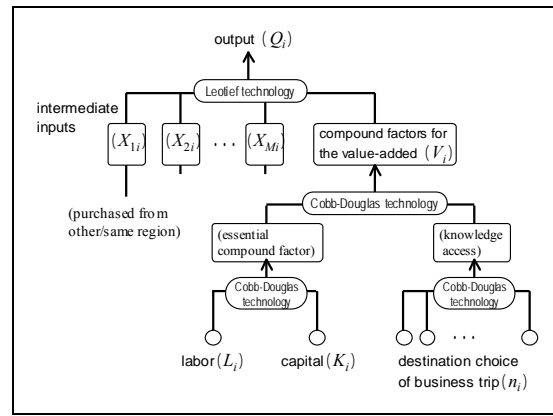 output (Q_i)
Leotief technology
intermediate
inputs
(X_1i) (X_2i) ... (X_Mi)
compound factors for
the value-added (V_i)
(purchased from
other/same region)
Cobb-Douglas technology
(essential
compound factor)
(knowledge
access)
Cobb-Douglas
technology
Cobb-Douglas
technology
...
labor(L_i)
capital(K_i)
destination choice
of business trip(n_i)